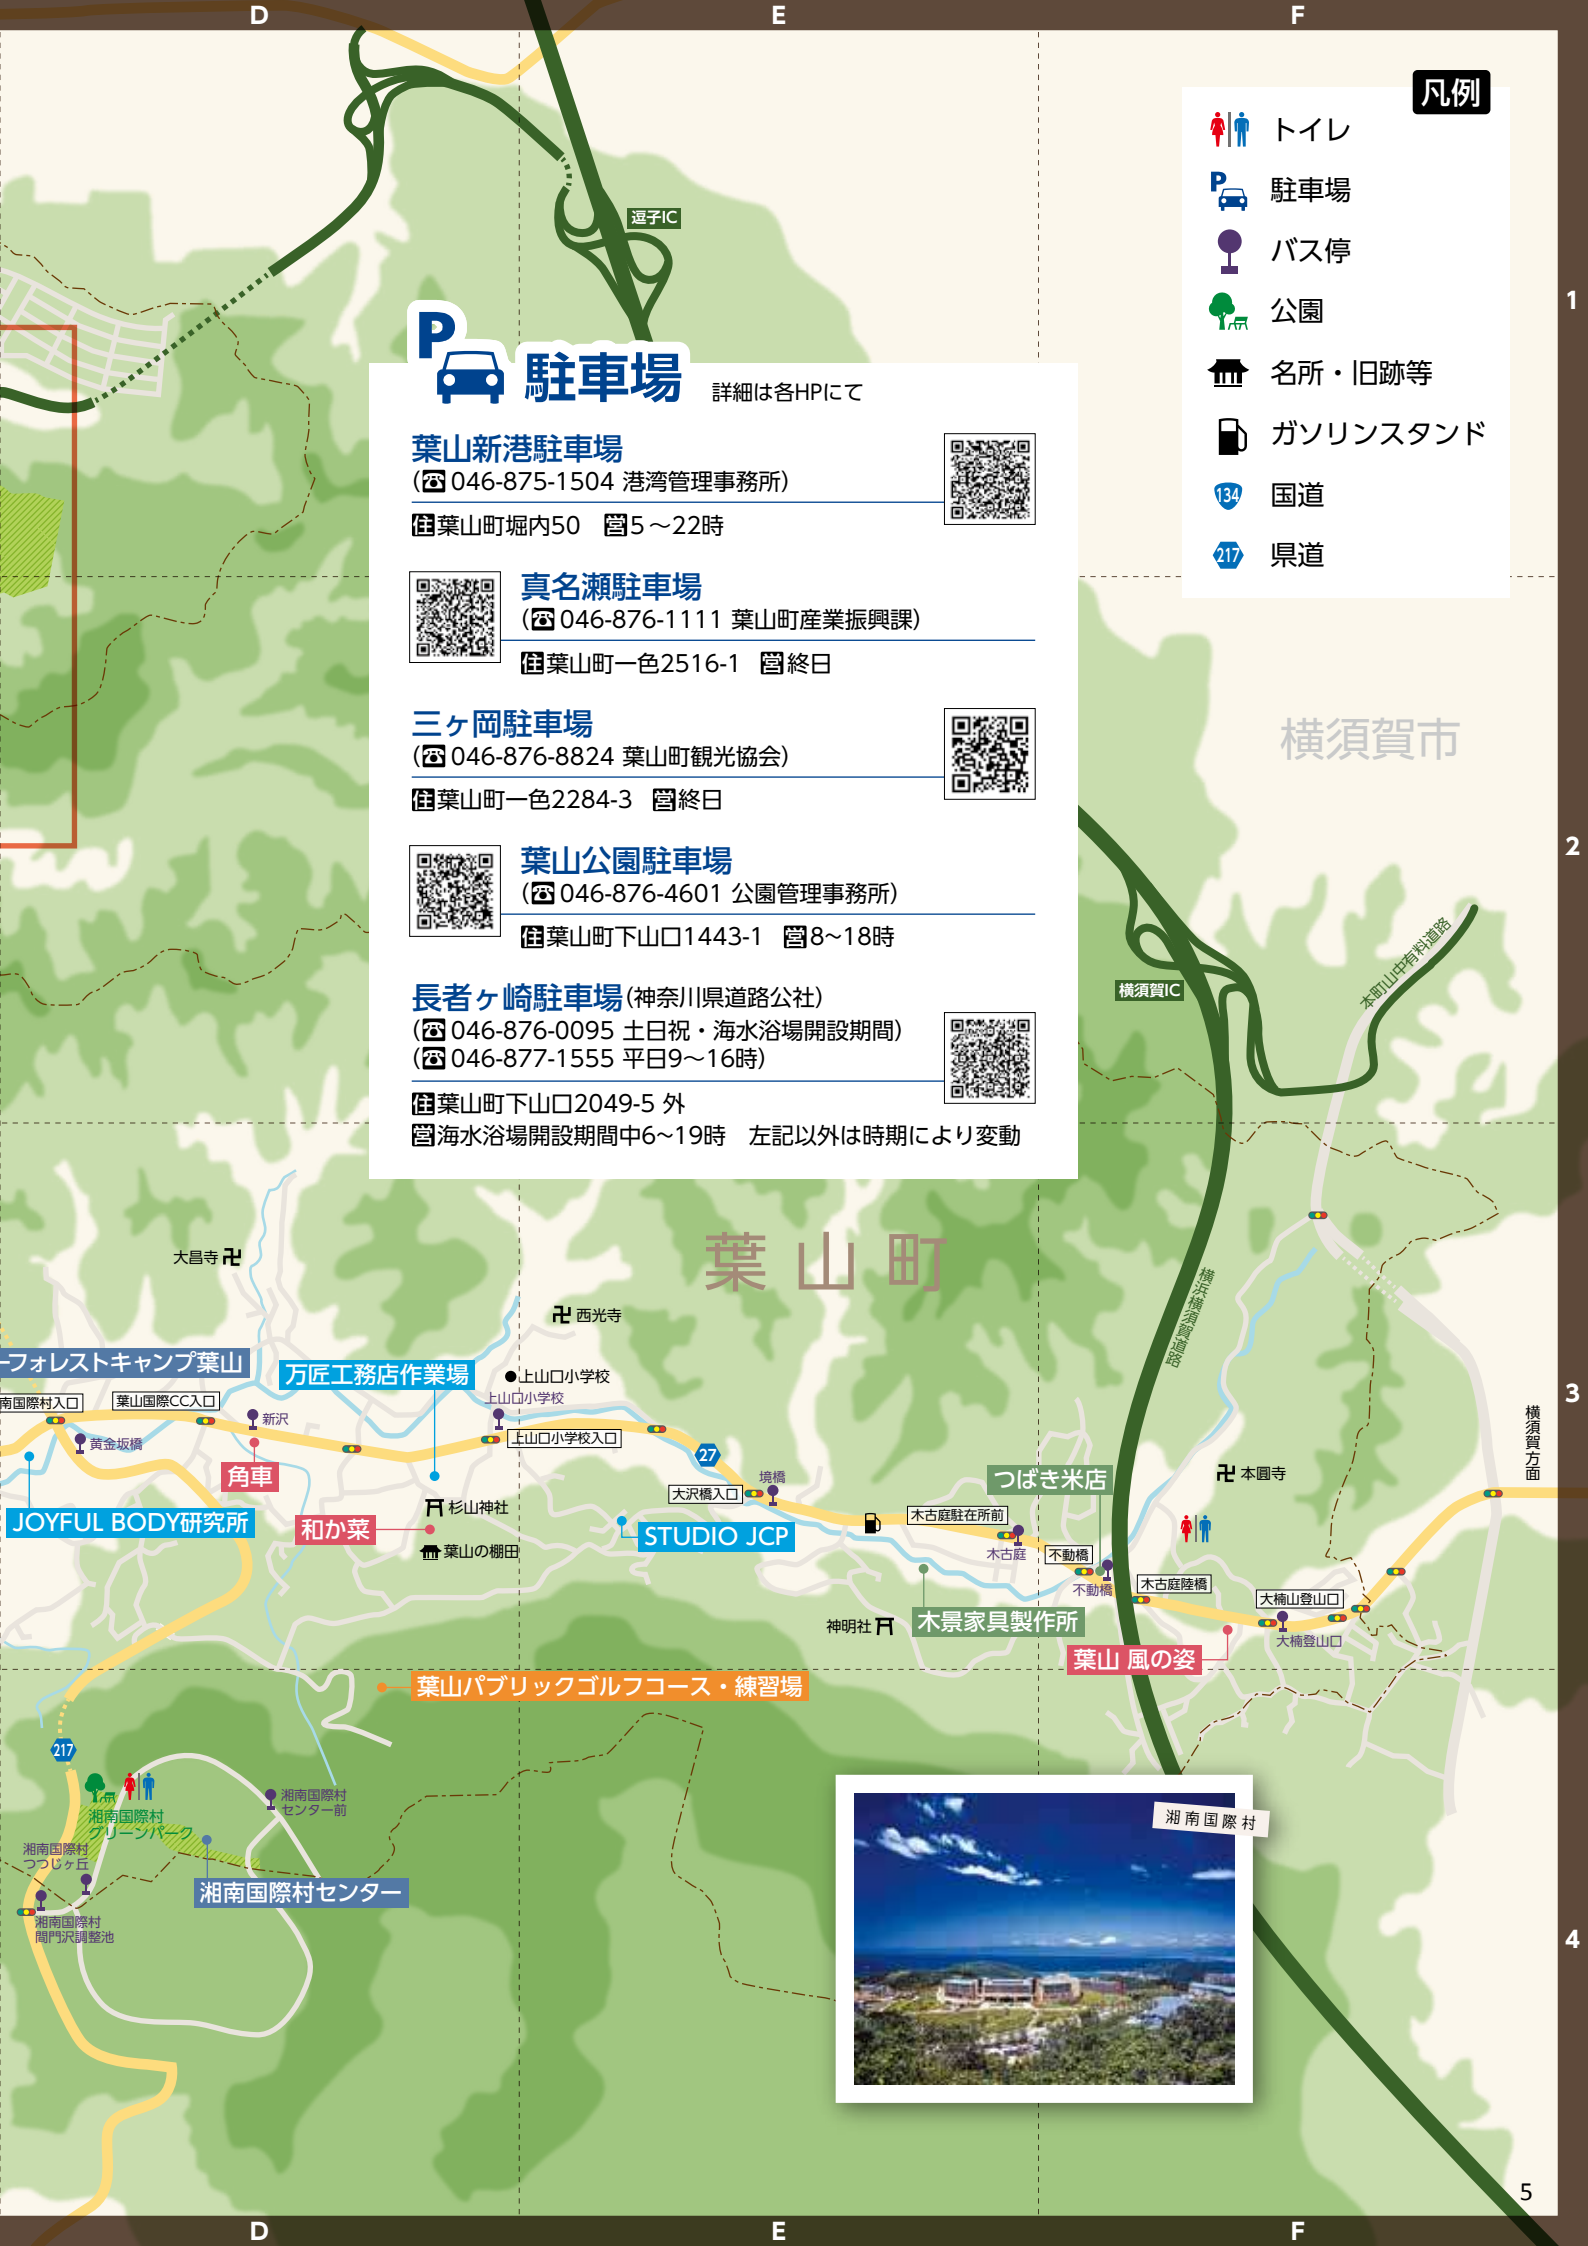 D
E
F
凡例
トイレ
P 駐車場
バス停
公園
名所・旧跡等
ガソリンスタンド
134 国道
217 県道
1
2
3
4
逗子IC
P 駐車場 詳細は各HPにて
葉山新港駐車場
(☎046-875-1504 港湾管理事務所)
住葉山町堀内50 営5〜22時
真名瀬駐車場
(☎046-876-1111 葉山町産業振興課)
住葉山町一色2516-1 営終日
三ヶ岡駐車場
(☎046-876-8824 葉山町観光協会)
住葉山町一色2284-3 営終日
葉山公園駐車場
(☎046-876-4601 公園管理事務所)
住葉山町下山口1443-1 営8~18時
長者ヶ崎駐車場(神奈川県道路公社)
(☎046-876-0095 土日祝・海水浴場開設期間)
(☎046-877-1555 平日9〜16時)
住葉山町下山口2049-5 外
営海水浴場開設期間中6~19時 左記以外は時期により変動
横須賀市
本町山中有料道路
横須賀IC
横浜横須賀道路
葉山町
大昌寺
西光寺
ーフォレストキャンプ葉山
万匠工務店作業場
上山口小学校
上山口小学校
南国際村入口
葉山国際CC入口
新沢
黄金坂橋
上山口小学校入口
27
角車
JOYFUL BODY研究所
和か菜
杉山神社
葉山の棚田
大沢橋入口
境橋
STUDIO JCP
つばき米店
木古庭駐在所前
木古庭
不動橋
不動橋
本圓寺
横須賀方面
木古庭陸橋
大楠山登山口
大楠登山口
神明社
木景家具製作所
葉山 風の姿
葉山パブリックゴルフコース・練習場
217
湘南国際村
グリーンパーク
湘南国際村
センター前
湘南国際村
つつじヶ丘
湘南国際村センター
湘南国際村
間門沢調整池
湘南国際村
5
D
E
F